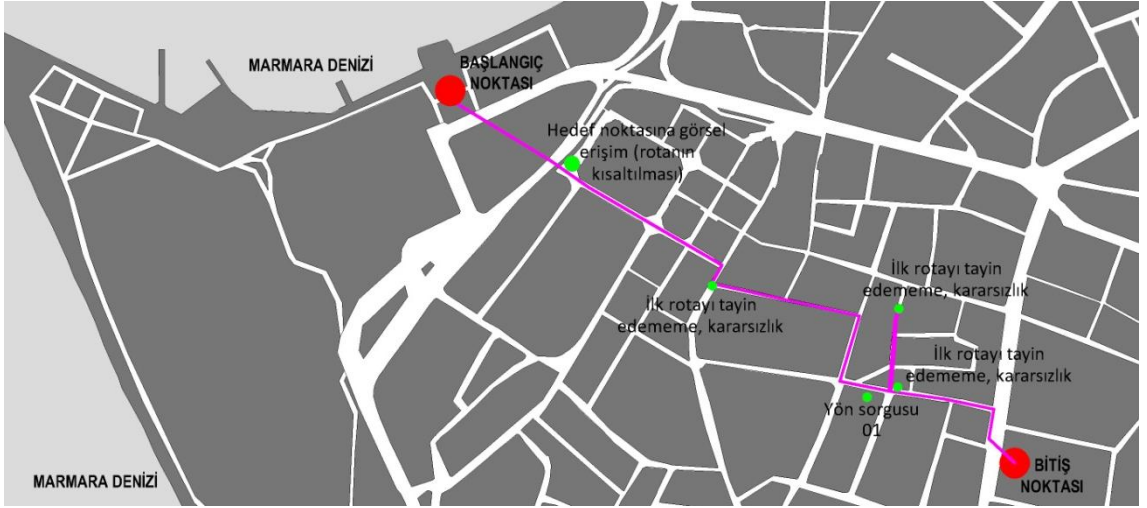 MARMARA DENİZİ
BAŞLANGIÇ
NOKTASI
Hedef noktasına görsel
erişim (rotanın
kısaltılması)
İlk rotayı tayin
edememe, kararsızlık
İlk rotayı tayin
edememe, kararsızlık
İlk rotayı tayin
edememe, kararsızlık
Yön sorgusu
01
BİTİŞ
NOKTASI
MARMARA DENİZİ